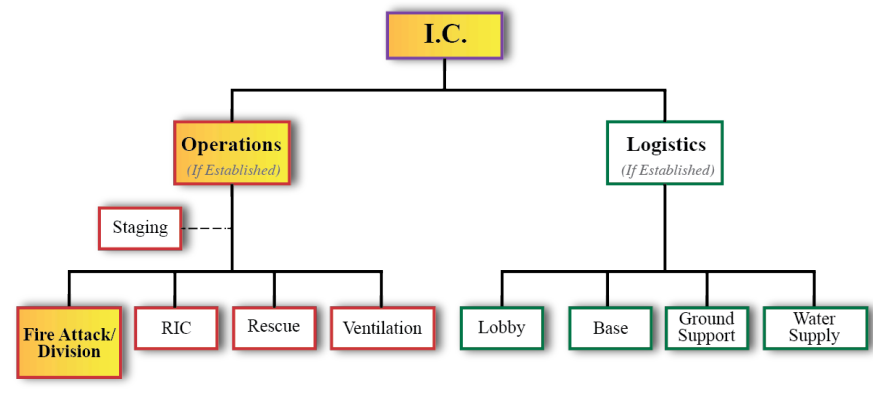 I.C.
Operations
(If Established)
Logistics
(If Established)
Staging
Fire Attack/
Division
RIC
Rescue
Ventilation
Lobby
Base
Ground
Support
Water
Supply